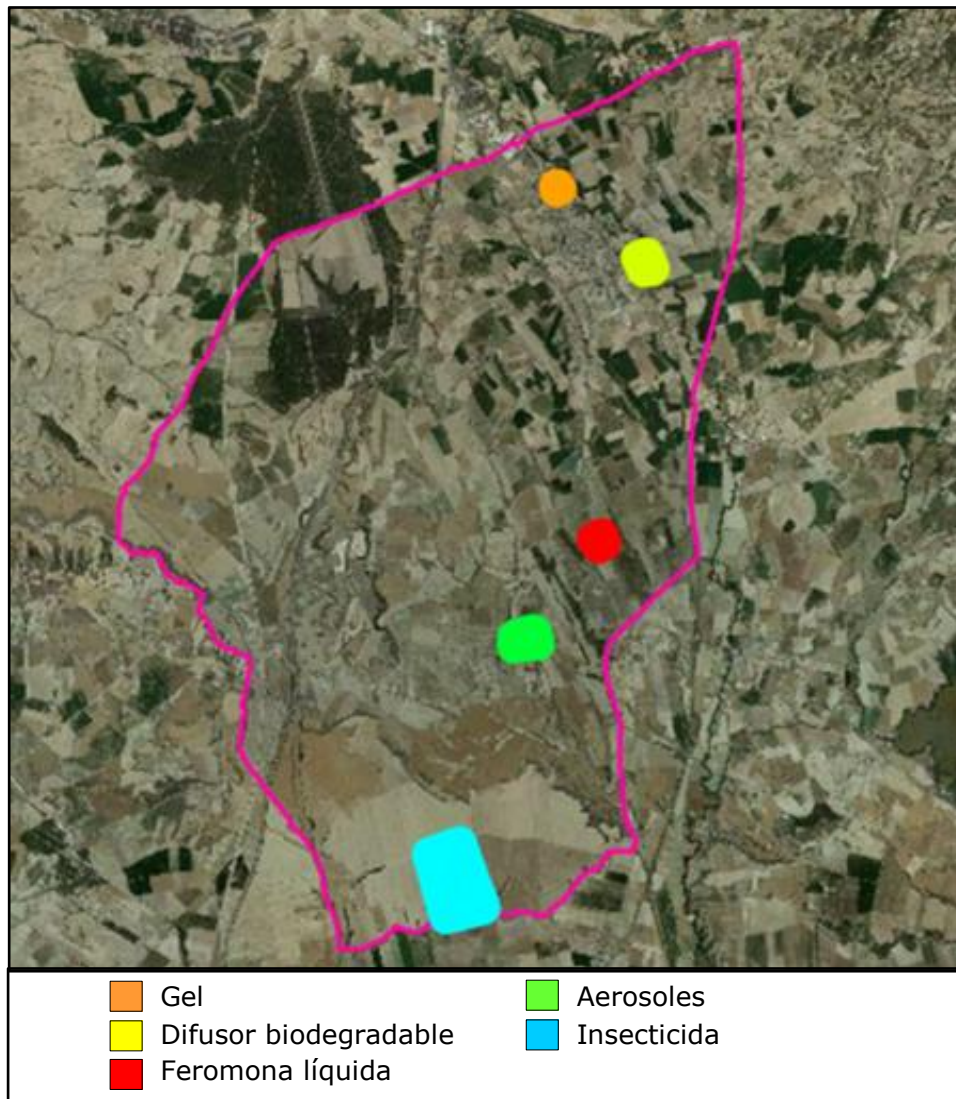 Gel
Difusor biodegradable
Feromona líquida
Aerosoles
Insecticida